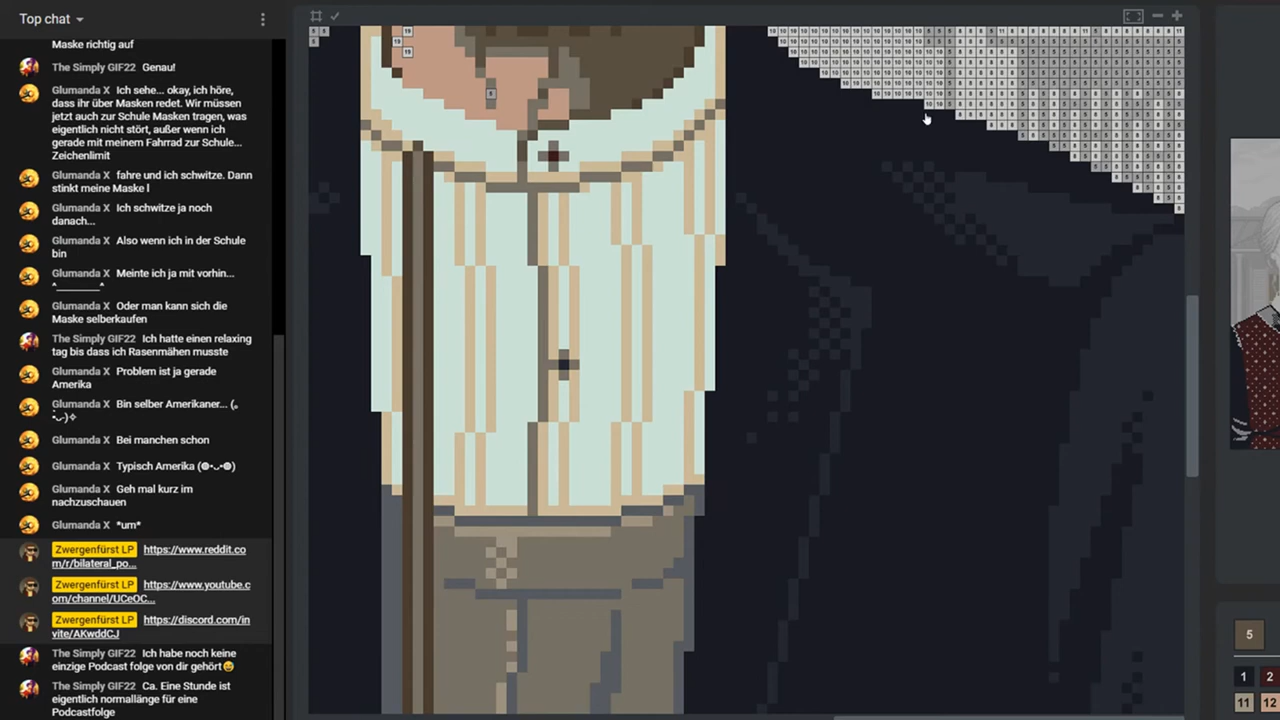 Top chat
Maske richtig auf
The Simply GIF22 Genau!
Glumanda X Ich sehe... okay, ich höre,
dass ihr über Masken redet. Wir müssen
jetzt auch zur Schule Masken tragen, was
eigentlich nicht stört, außer wenn ich
gerade mit meinem Fahrrad zur Schule...
Zeichenlimit
Glumanda X fahre und ich schwitze. Dann
stinkt meine Maske l
Glumanda X Ich schwitze ja noch
danach...
Glumanda X Also wenn ich in der Schule
bin
Glumanda X Meinte ich ja mit vorhin...
^________^
Glumanda X Oder man kann sich die
Maske selberkaufen
The Simply GIF22 Ich hatte einen relaxing
tag bis dass ich Rasenmähen musste
Glumanda X Problem ist ja gerade
Amerika
Glumanda X Bin selber Amerikaner...
Glumanda X Bei manchen schon
Glumanda X Typisch Amerika
Glumanda X Geh mal kurz im
nachzuschauen
Glumanda X *um*
Zwergenfürst LP https://www.reddit.co
m/r/bilateral_po...
Zwergenfürst LP https://www.youtube.c
om/channel/UCeOC...
Zwergenfürst LP https://discord.com/in
vite/AKwddCJ
The Simply GIF22 Ich habe noch keine
einzige Podcast folge von dir gehört
The Simply GIF22 Ca. Eine Stunde ist
eigentlich normallänge für eine
Podcastfolge
5
1 2
11 12